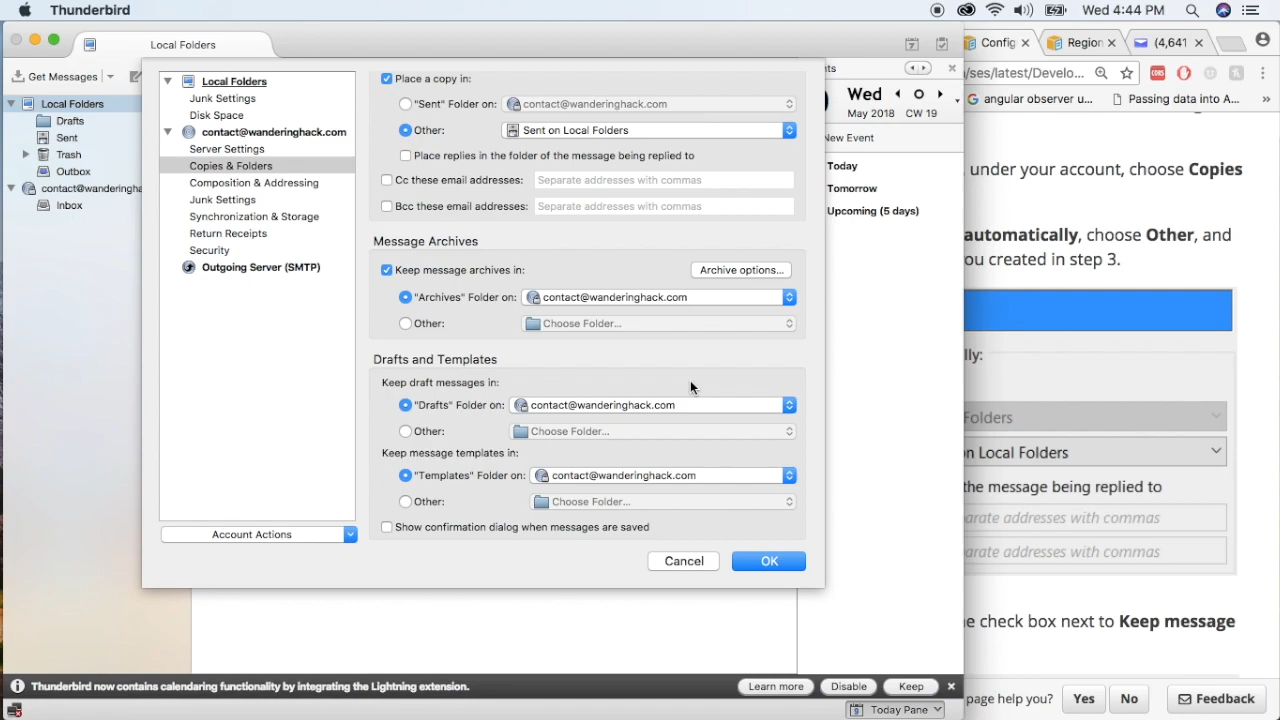 Thunderbird
Wed 4:44 PM
Local Folders
Config
Region
(4,641
Get Messages
/ses/latest/Develo...
angular observer u...
Passing data into A...
Local Folders
Drafts
Sent
Trash
Outbox
contact@wanderingha
Inbox
Local Folders
Junk Settings
Disk Space
contact@wanderinghack.com
Server Settings
Copies & Folders
Composition & Addressing
Junk Settings
Synchronization & Storage
Return Receipts
Security
Outgoing Server (SMTP)
Account Actions
Place a copy in:
"Sent" Folder on: contact@wanderinghack.com
Other: Sent on Local Folders
Place replies in the folder of the message being replied to
Cc these email addresses: Separate addresses with commas
Bcc these email addresses: Separate addresses with commas
Message Archives
Keep message archives in: Archive options...
"Archives" Folder on: contact@wanderinghack.com
Other: Choose Folder...
Drafts and Templates
Keep draft messages in:
"Drafts" Folder on: contact@wanderinghack.com
Other: Choose Folder...
Keep message templates in:
"Templates" Folder on: contact@wanderinghack.com
Other: Choose Folder...
Show confirmation dialog when messages are saved
Cancel OK
ts
Wed
May 2018 CW 19
New Event
Today
Tomorrow
Upcoming (5 days)
under your account, choose Copies
automatically, choose Other, and
ou created in step 3.
lly:
Folders
n Local Folders
the message being replied to
arate addresses with commas
arate addresses with commas
e check box next to Keep message
page help you? Yes No Feedback
Thunderbird now contains calendaring functionality by integrating the Lightning extension.
Learn more Disable Keep
Today Pane